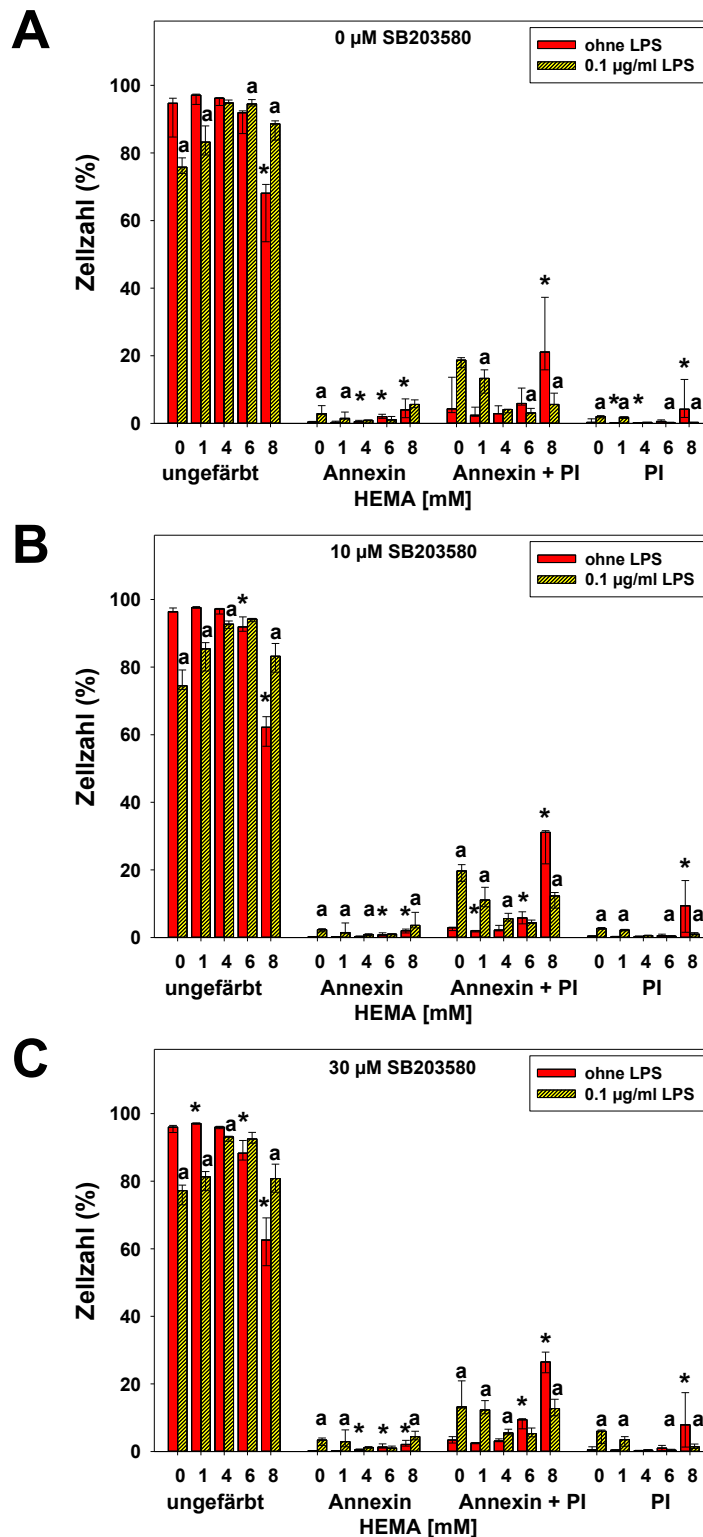 A
0 µM SB203580
ohne LPS
0.1 µg/ml LPS
Zellzahl (%)
100
80
60
40
20
0
a a a a * a a * * * a * a a * a * a * a
0 1 4 6 8 0 1 4 6 8 0 1 4 6 8 0 1 4 6 8
ungefärbt Annexin Annexin + PI PI
HEMA [mM]
B
10 µM SB203580
ohne LPS
0.1 µg/ml LPS
Zellzahl (%)
100
80
60
40
20
0
a a a * * a a a a * * a a * a a * * a a a a * a
0 1 4 6 8 0 1 4 6 8 0 1 4 6 8 0 1 4 6 8
ungefärbt Annexin Annexin + PI PI
HEMA [mM]
C
30 µM SB203580
ohne LPS
0.1 µg/ml LPS
Zellzahl (%)
100
80
60
40
20
0
a * a a * * a a a * * * a a a a * * a a a a * a
0 1 4 6 8 0 1 4 6 8 0 1 4 6 8 0 1 4 6 8
ungefärbt Annexin Annexin + PI PI
HEMA [mM]